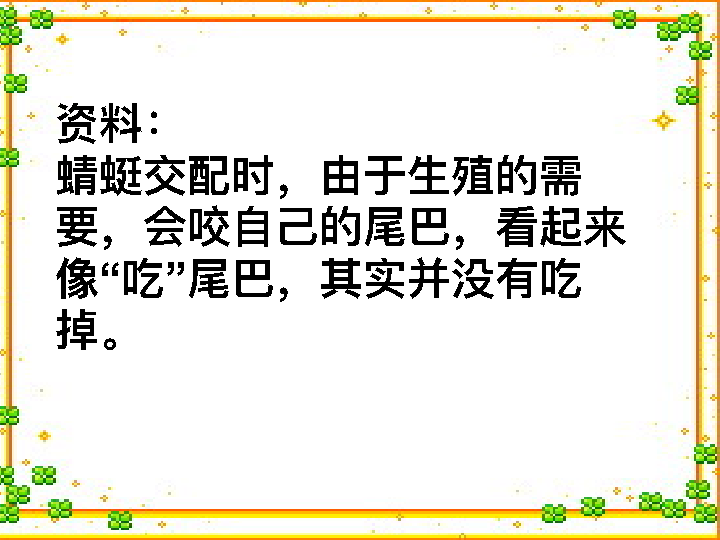 资料：
蜻蜓交配时，由于生殖的需
要，会咬自己的尾巴，看起来
像“吃”尾巴，其实并没有吃
掉。